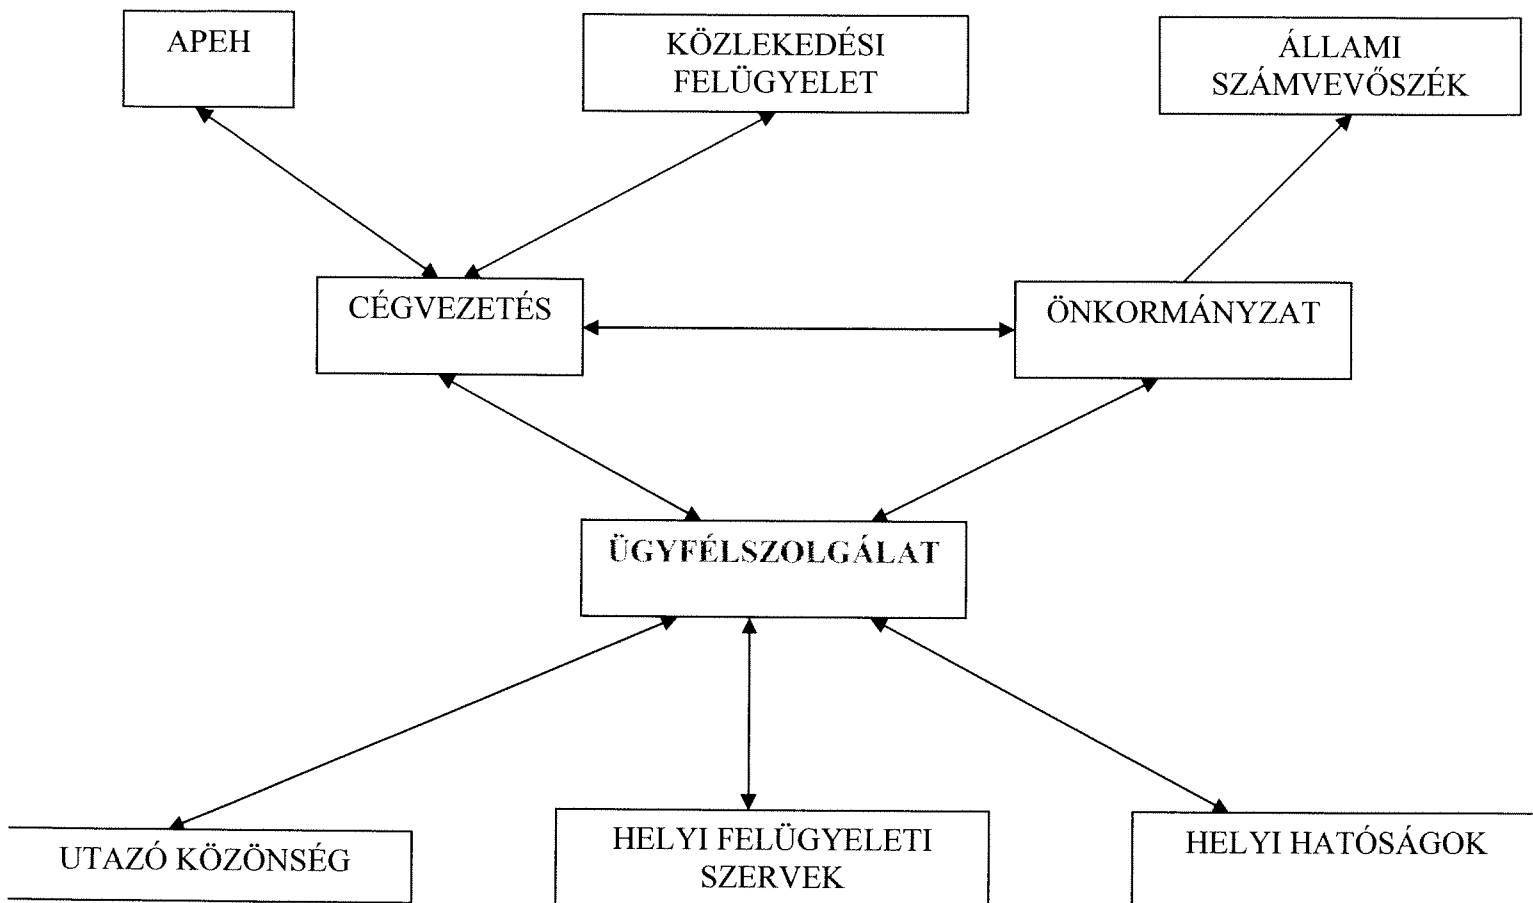 APEH
KÖZLEKEDÉSI
FELÜGYELET
ÁLLAMI
SZÁMVEVŐSZÉK
CÉGVEZETÉS
ÖNKORMÁNYZAT
ÜGYFÉLSZOLGÁLAT
UTAZÓ KÖZÖNSÉG
HELYI FELÜGYELETI
SZERVEK
HELYI HATÓSÁGOK